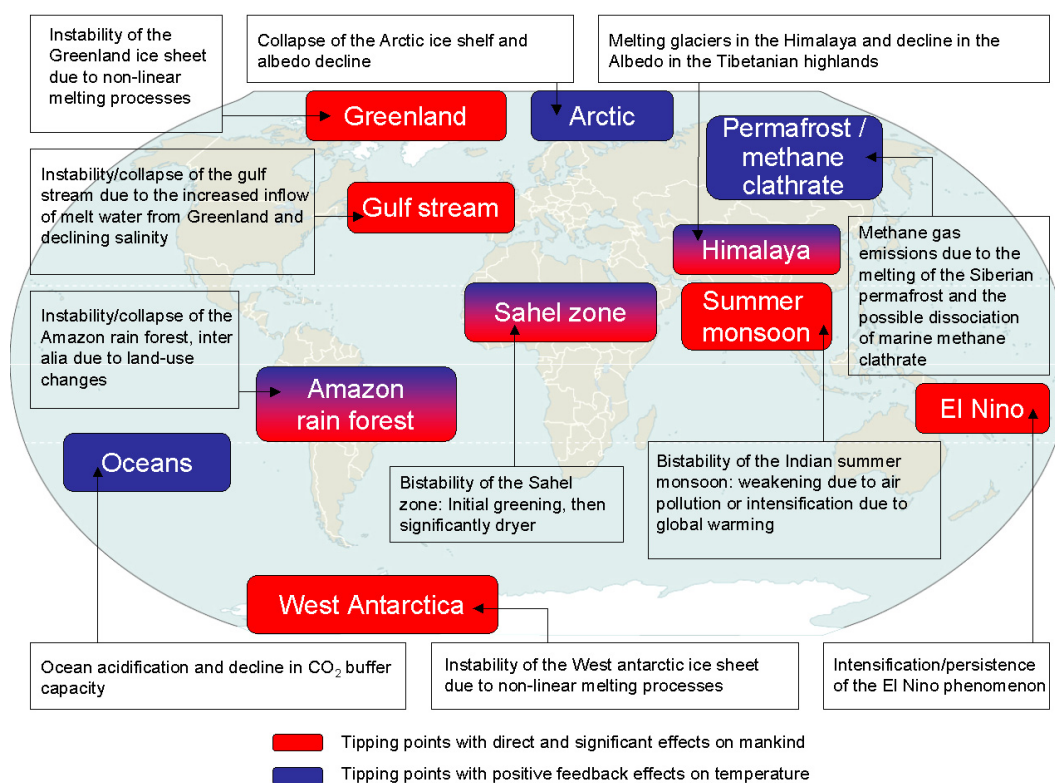 Instability of the
Greenland ice sheet
due to non-linear
melting processes
Collapse of the Arctic ice shelf and
albedo decline
Melting glaciers in the Himalaya and decline in the
Albedo in the Tibetanian highlands
Greenland
Arctic
Permafrost /
methane
clathrate
Instability/collapse of the gulf
stream due to the increased inflow
of melt water from Greenland and
declining salinity
Gulf stream
Himalaya
Methane gas
emissions due to the
melting of the Siberian
permafrost and the
possible dissociation
of marine methane
clathrate
Sahel zone
Summer
monsoon
Instability/collapse of the
Amazon rain forest, inter
alia due to land-use
changes
Amazon
rain forest
El Nino
Oceans
Bistability of the Sahel
zone: Initial greening, then
significantly dryer
Bistability of the Indian summer
monsoon: weakening due to air
pollution or intensification due to
global warming
West Antarctica
Ocean acidification and decline in CO₂ buffer
capacity
Instability of the West antarctic ice sheet
due to non-linear melting processes
Intensification/persistence
of the El Nino phenomenon
Tipping points with direct and significant effects on mankind
Tipping points with positive feedback effects on temperature